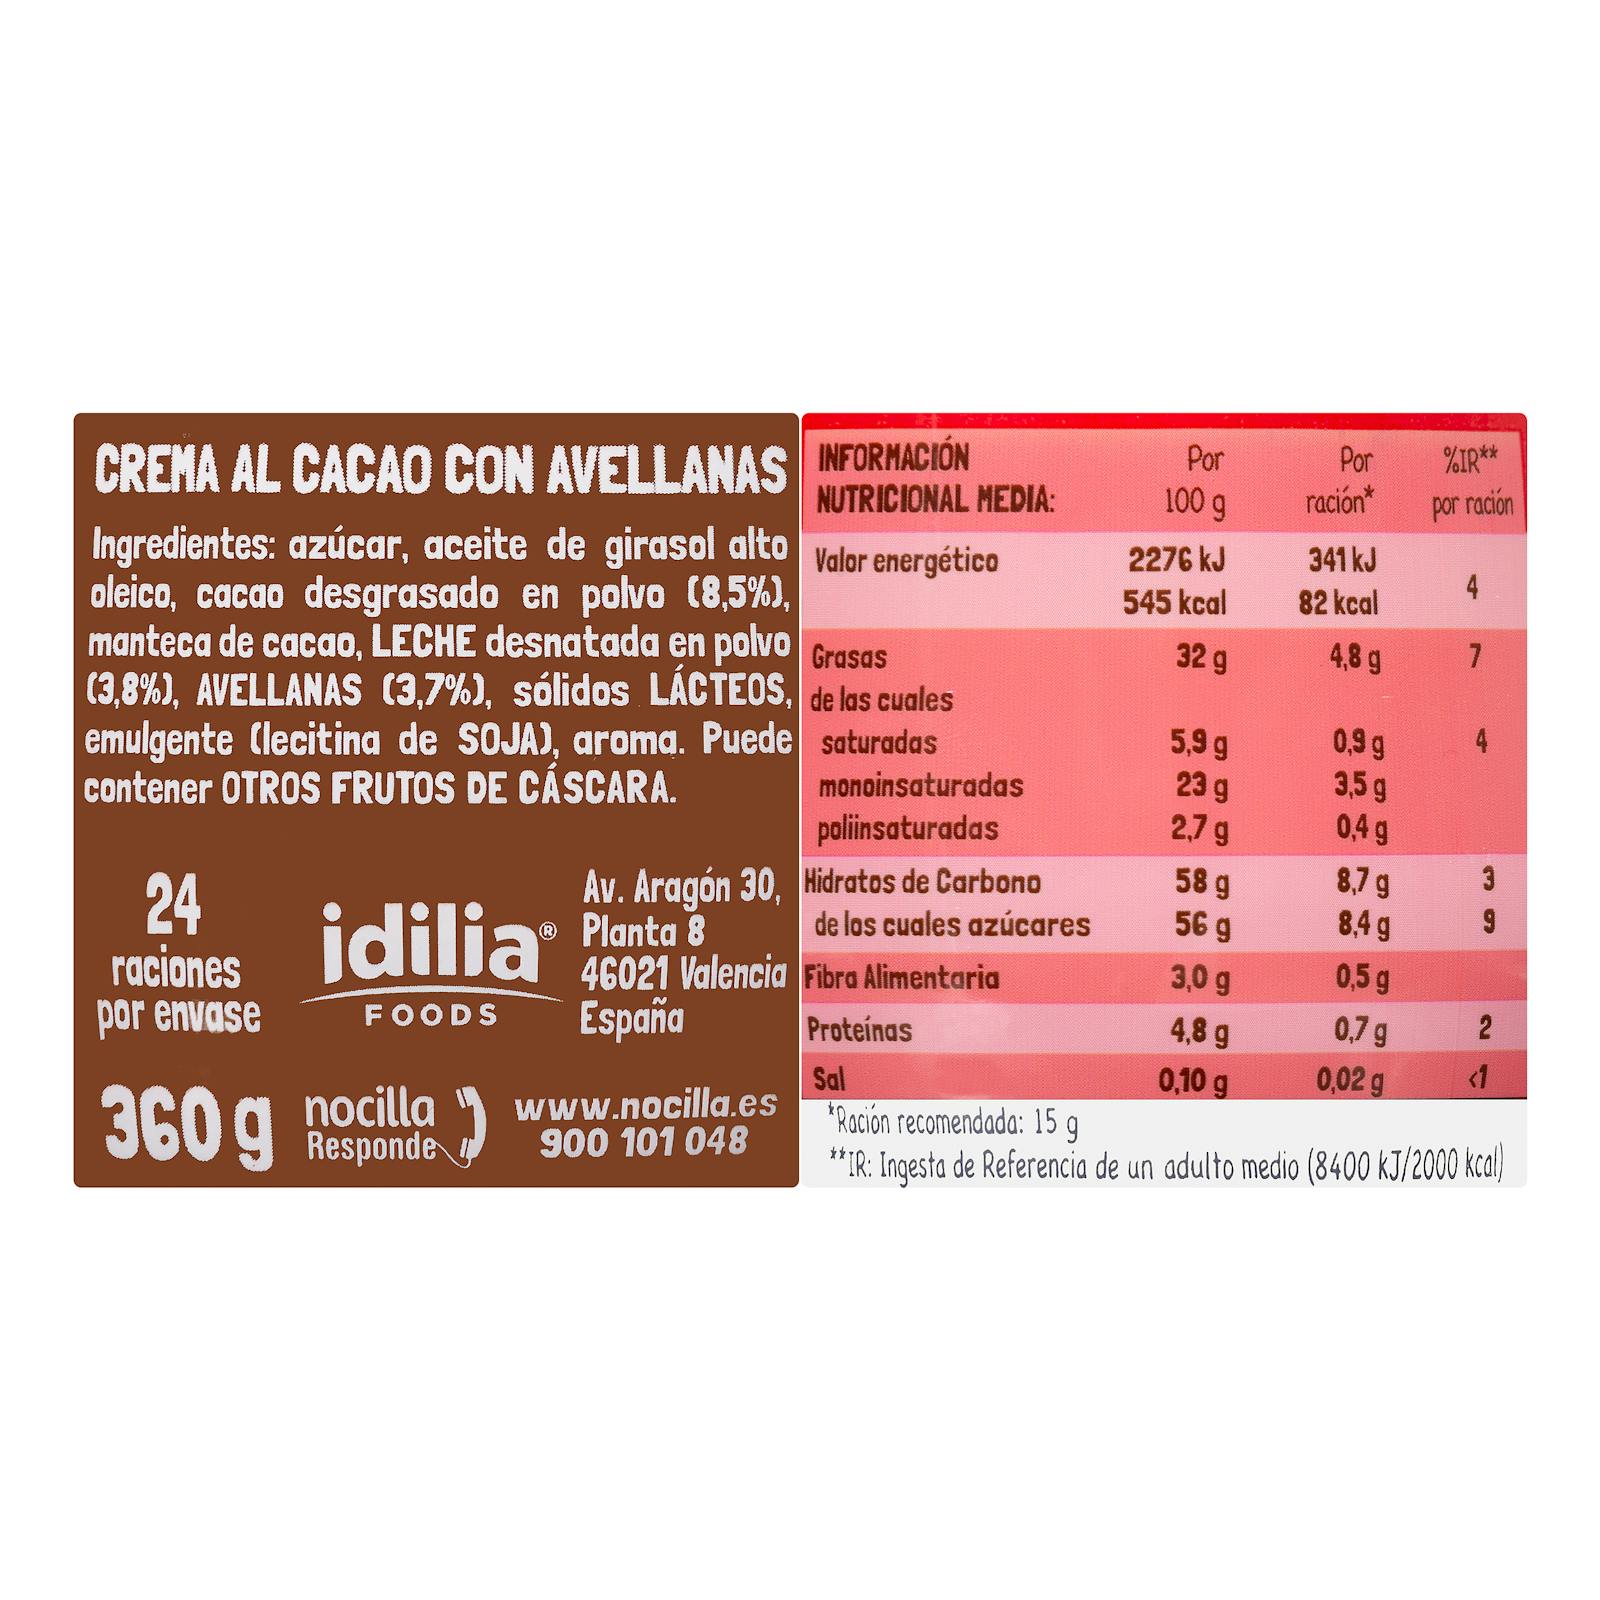 CREMA AL CACAO CON AVELLANAS
Ingredientes: azúcar, aceite de girasol alto
oleico, cacao desgrasado en polvo (8,5%),
manteca de cacao, LECHE desnatada en polvo
(3,8%), AVELLANAS (3,7%), sólidos LÁCTEOS,
emulgente (lecitina de SOJA), aroma. Puede
contener OTROS FRUTOS DE CÁSCARA.
24
raciones
por envase
idilia®
FOODS
Av. Aragón 30,
Planta 8
46021 Valencia
España
360 g
nocilla
Responde
www.nocilla.es
900 101 048
INFORMACIÓN Por Por %IR**
NUTRICIONAL MEDIA: 100 g ración* por ración
Valor energético 2276 kJ 341 kJ
545 kcal 82 kcal 4
Grasas 32 g 4,8 g 7
de las cuales
saturadas 5,9 g 0,9 g 4
monoinsaturadas 23 g 3,5 g
poliinsaturadas 2,7 g 0,4 g
Hidratos de Carbono 58 g 8,7 g 3
de los cuales azúcares 56 g 8,4 g 9
Fibra Alimentaria 3,0 g 0,5 g
Proteínas 4,8 g 0,7 g 2
Sal 0,10 g 0,02 g <1
*Ración recomendada: 15 g
**IR: Ingesta de Referencia de un adulto medio (8400 kJ/2000 kcal)